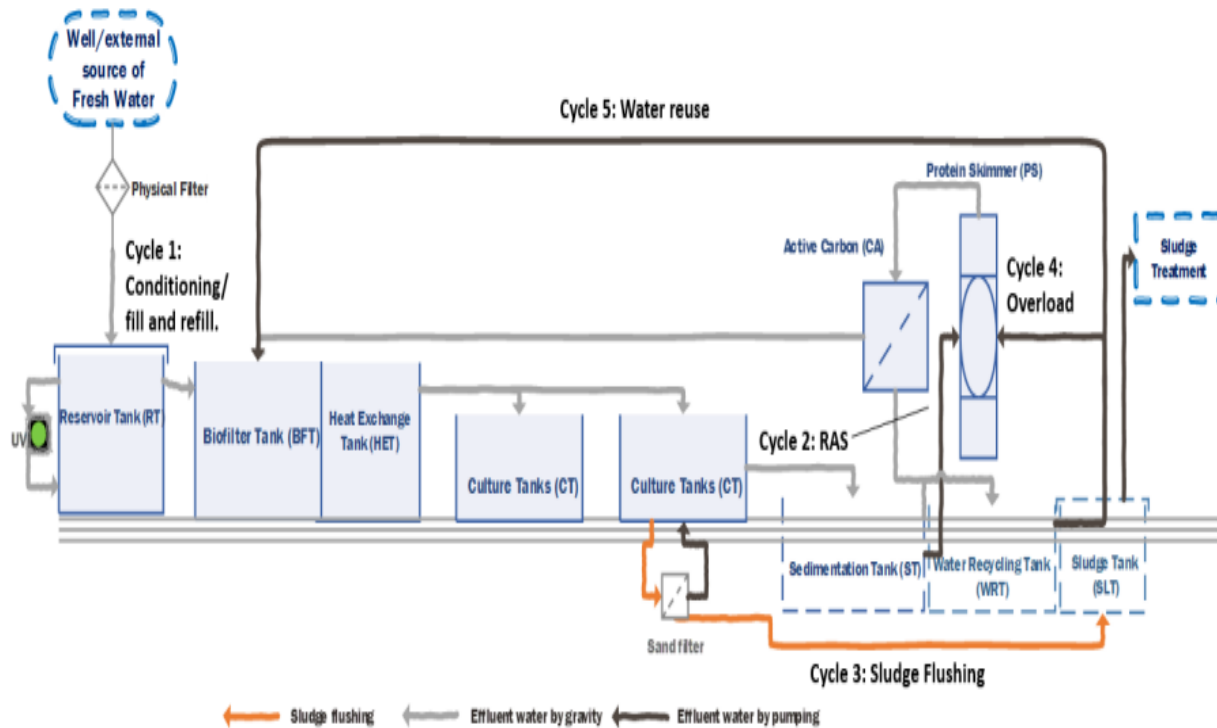 Well/external
source of
Fresh Water
Physical Filter
Cycle 1:
Conditioning/
fill and refill.
Cycle 5: Water reuse
Protein Skimmer (PS)
Active Carbon (CA)
Cycle 4:
Overload
Sludge
Treatment
UV
Reservoir Tank (RT)
Biofilter Tank (BFT)
Heat Exchange
Tank (HET)
Cycle 2: RAS
Culture Tanks (CT)
Culture Tanks (CT)
Sedimentation Tank (ST)
Water Recycling Tank
(WRT)
Sludge Tank
(SLT)
Sand filter
Cycle 3: Sludge Flushing
Sludge flushing
Effluent water by gravity
Effluent water by pumping